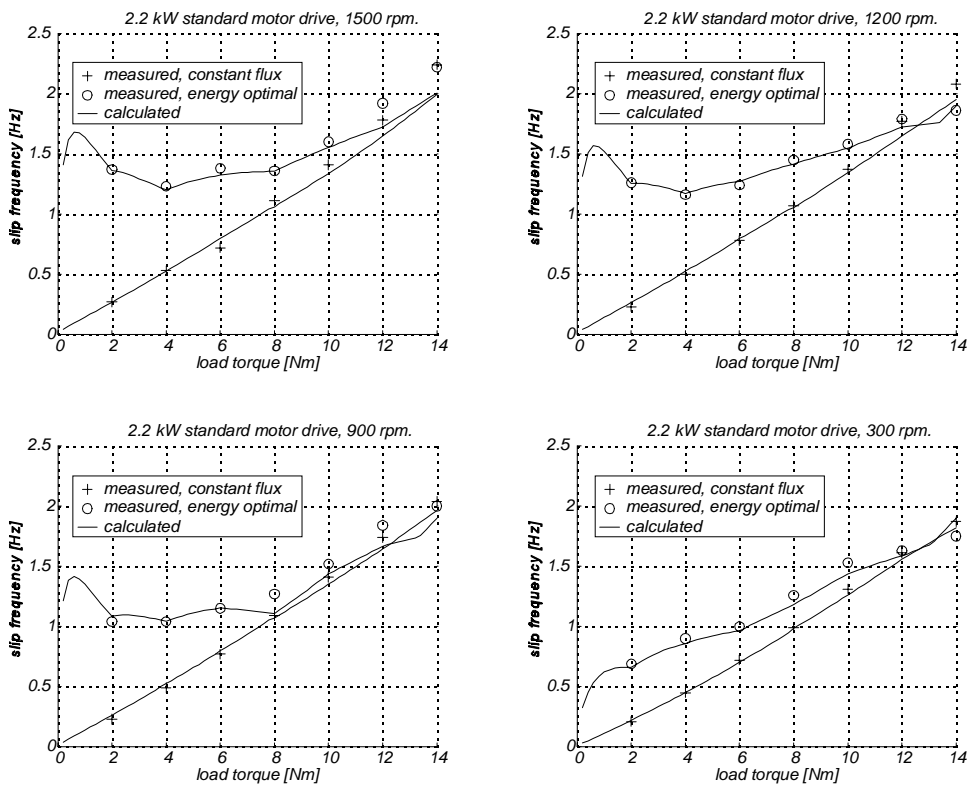 2.2 kW standard motor drive, 1500 rpm.
2.5
2
1.5
1
0.5
0
slip frequency [Hz]
+ measured, constant flux
o measured, energy optimal
— calculated
0 2 4 6 8 10 12 14
load torque [Nm]
2.2 kW standard motor drive, 1200 rpm.
2.5
2
1.5
1
0.5
0
slip frequency [Hz]
+ measured, constant flux
o measured, energy optimal
— calculated
0 2 4 6 8 10 12 14
load torque [Nm]
2.2 kW standard motor drive, 900 rpm.
2.5
2
1.5
1
0.5
0
slip frequency [Hz]
+ measured, constant flux
o measured, energy optimal
— calculated
0 2 4 6 8 10 12 14
load torque [Nm]
2.2 kW standard motor drive, 300 rpm.
2.5
2
1.5
1
0.5
0
slip frequency [Hz]
+ measured, constant flux
o measured, energy optimal
— calculated
0 2 4 6 8 10 12 14
load torque [Nm]